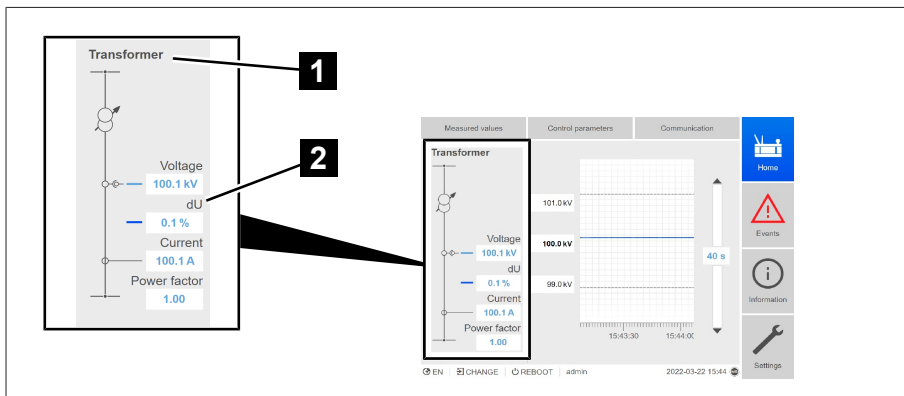 Transformer
1
2
Voltage
100.1 kV
dU
0.1 %
Current
100.1 A
Power factor
1.00
Measured values
Control parameters
Communication
Transformer
Voltage
100.1 kV
dU
0.1 %
Current
100.1 A
Power factor
1.00
101.0 kV
100.0 kV
99.0 kV
15:43:30
15:44:00
40 s
Home
Events
Information
Settings
EN
CHANGE
REBOOT
admin
2022-03-22 15:44